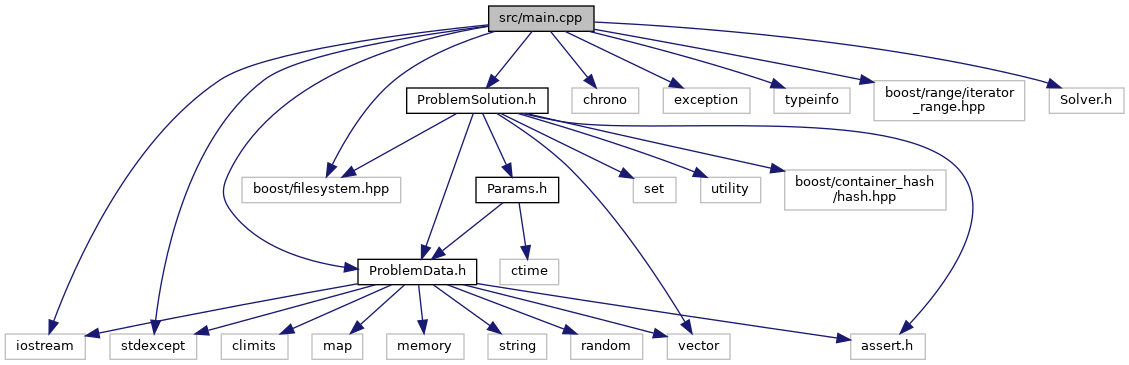 src/main.cpp
ProblemSolution.h
chrono
exception
typeinfo
boost/range/iterator
_range.hpp
Solver.h
boost/filesystem.hpp
Params.h
set
utility
boost/container_hash
/hash.hpp
ProblemData.h
ctime
iostream
stdexcept
climits
map
memory
string
random
vector
assert.h